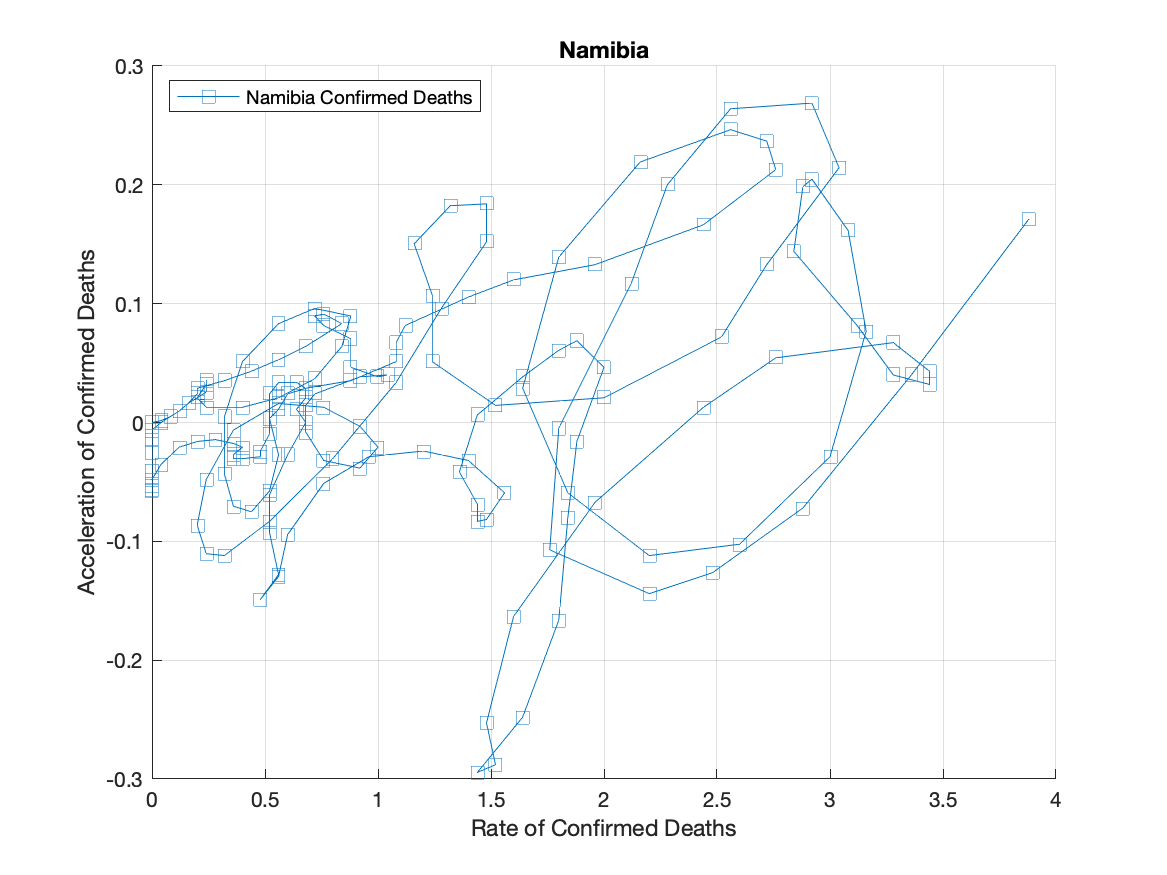 Namibia
Namibia Confirmed Deaths
0.3
0.2
0.1
0
-0.1
-0.2
-0.3
Acceleration of Confirmed Deaths
0 0.5 1 1.5 2 2.5 3 3.5 4
Rate of Confirmed Deaths